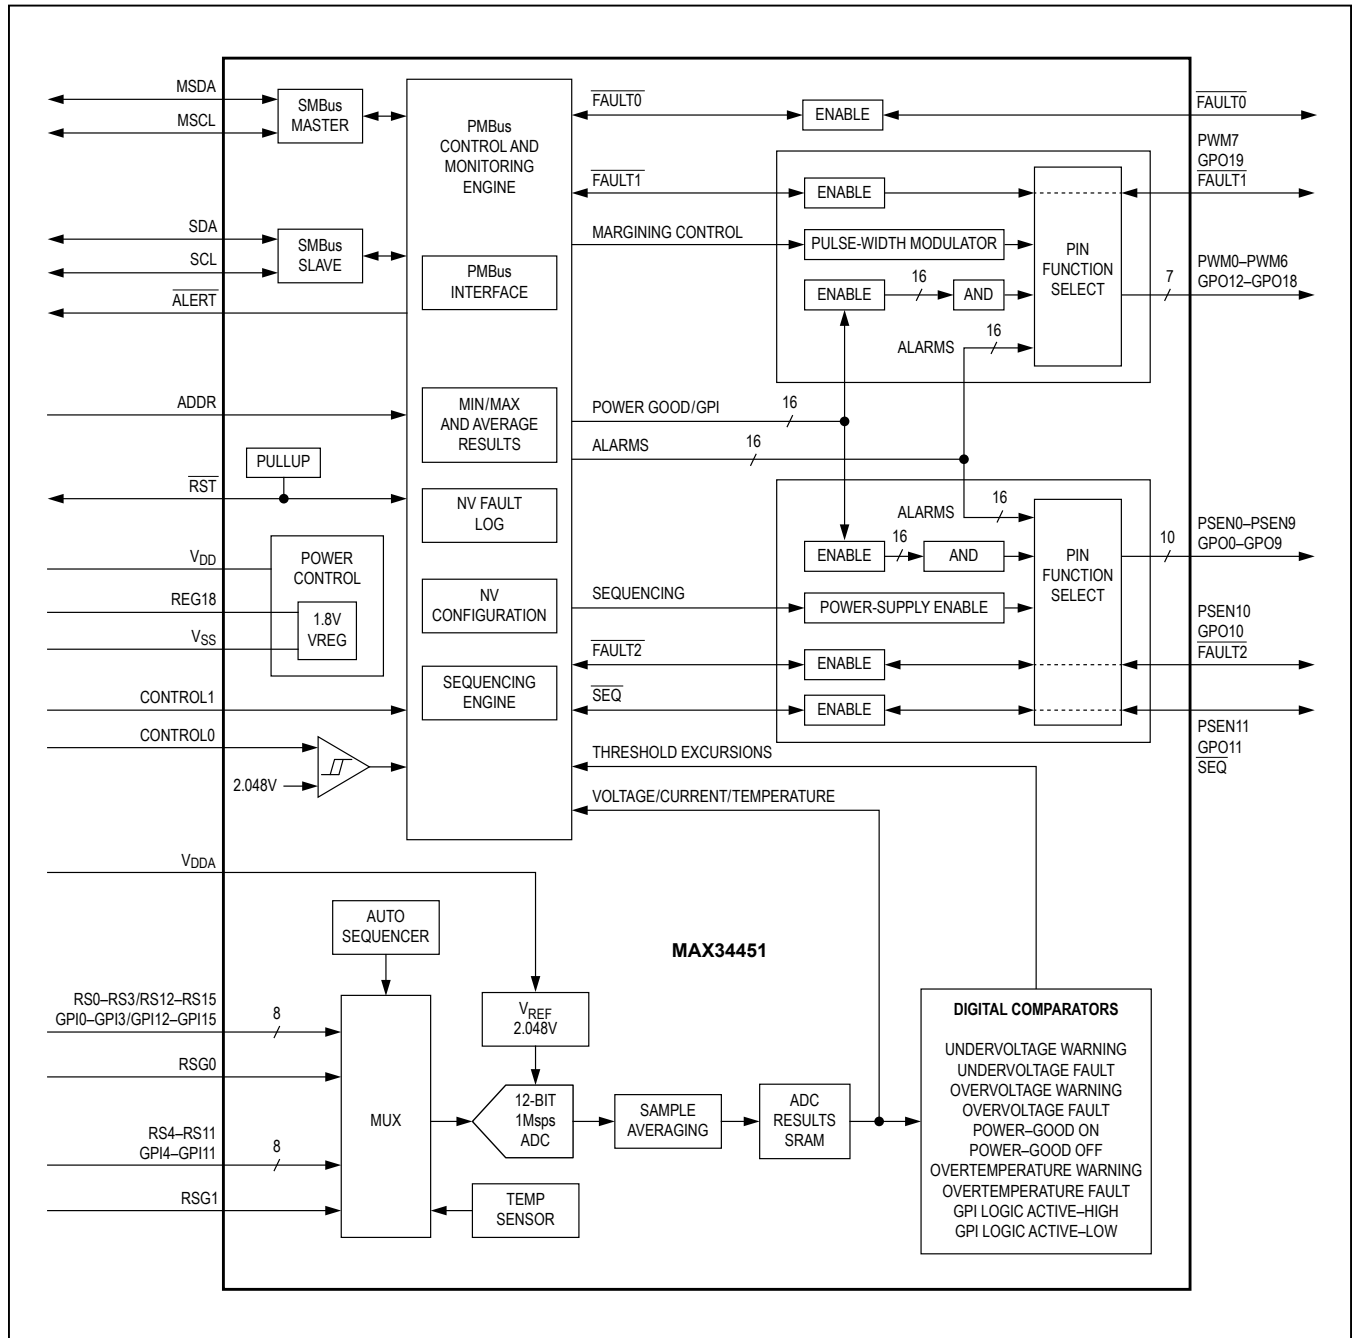 MSDA
MSCL
SMBus
MASTER
SDA
SCL
SMBus
SLAVE
ALERT
ADDR
PULLUP
RST
VDD
REG18
VSS
POWER
CONTROL
1.8V
VREG
CONTROL1
CONTROL0
2.048V
PMBus
CONTROL AND
MONITORING
ENGINE
PMBus
INTERFACE
MIN/MAX
AND AVERAGE
RESULTS
NV FAULT
LOG
NV
CONFIGURATION
SEQUENCING
ENGINE
FAULT0
ENABLE
FAULT0
FAULT1
ENABLE
PWM7
GPO19
FAULT1
MARGINING CONTROL
PULSE-WIDTH MODULATOR
PIN
FUNCTION
SELECT
ENABLE
16
AND
7
PWM0–PWM6
GPO12–GPO18
ALARMS
16
POWER GOOD/GPI
16
ALARMS
16
ALARMS
16
ENABLE
16
AND
PIN
FUNCTION
SELECT
10
PSEN0–PSEN9
GPO0–GPO9
SEQUENCING
POWER-SUPPLY ENABLE
FAULT2
ENABLE
PSEN10
GPO10
FAULT2
SEQ
ENABLE
PSEN11
GPO11
SEQ
THRESHOLD EXCURSIONS
VOLTAGE/CURRENT/TEMPERATURE
VDDA
AUTO
SEQUENCER
MAX34451
RS0–RS3/RS12–RS15
GPI0–GPI3/GPI12–GPI15
8
RSG0
RS4–RS11
GPI4–GPI11
8
RSG1
MUX
VREF
2.048V
12-BIT
1Msps
ADC
TEMP
SENSOR
SAMPLE
AVERAGING
ADC
RESULTS
SRAM
DIGITAL COMPARATORS
UNDERVOLTAGE WARNING
UNDERVOLTAGE FAULT
OVERVOLTAGE WARNING
OVERVOLTAGE FAULT
POWER–GOOD ON
POWER–GOOD OFF
OVERTEMPERATURE WARNING
OVERTEMPERATURE FAULT
GPI LOGIC ACTIVE–HIGH
GPI LOGIC ACTIVE–LOW